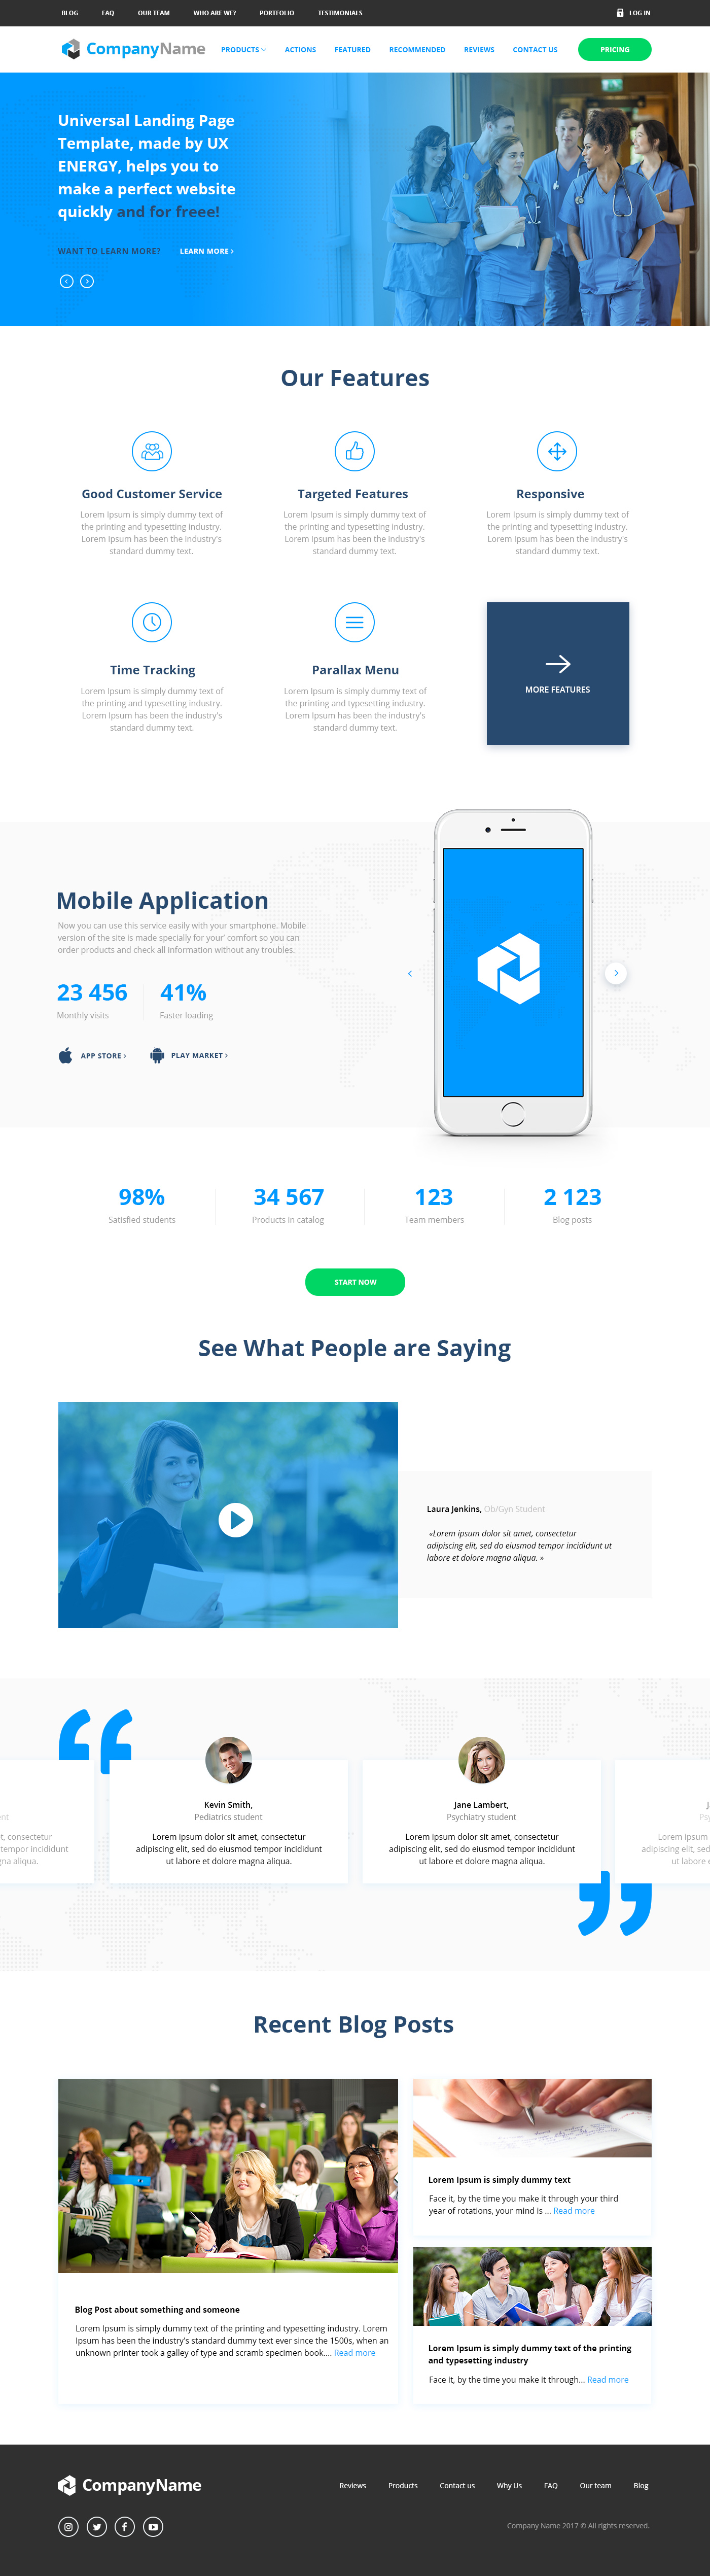 BLOG FAQ OUR TEAM WHO ARE WE? PORTFOLIO TESTIMONIALS LOG IN
CompanyName PRODUCTS ACTIONS FEATURED RECOMMENDED REVIEWS CONTACT US PRICING
Universal Landing Page
Template, made by UX
ENERGY, helps you to
make a perfect website
quickly and for freee!
WANT TO LEARN MORE? LEARN MORE
Our Features
Good Customer Service
Lorem Ipsum is simply dummy text of
the printing and typesetting industry.
Lorem Ipsum has been the industry's
standard dummy text.
Targeted Features
Lorem Ipsum is simply dummy text of
the printing and typesetting industry.
Lorem Ipsum has been the industry's
standard dummy text.
Responsive
Lorem Ipsum is simply dummy text of
the printing and typesetting industry.
Lorem Ipsum has been the industry's
standard dummy text.
Time Tracking
Lorem Ipsum is simply dummy text of
the printing and typesetting industry.
Lorem Ipsum has been the industry's
standard dummy text.
Parallax Menu
Lorem Ipsum is simply dummy text of
the printing and typesetting industry.
Lorem Ipsum has been the industry's
standard dummy text.
MORE FEATURES
Mobile Application
Now you can use this service easily with your smartphone. Mobile
version of the site is made specially for your' comfort so you can
order products and check all information without any troubles.
23 456
Monthly visits
41%
Faster loading
APP STORE PLAY MARKET
98%
Satisfied students
34 567
Products in catalog
123
Team members
2 123
Blog posts
START NOW
See What People are Saying
Laura Jenkins, Ob/Gyn Student
«Lorem ipsum dolor sit amet, consectetur
adipiscing elit, sed do eiusmod tempor incididunt ut
labore et dolore magna aliqua. »
t, consectetur
tempor incididunt
na aliqua.
Kevin Smith,
Pediatrics student
Lorem ipsum dolor sit amet, consectetur
adipiscing elit, sed do eiusmod tempor incididunt
ut labore et dolore magna aliqua.
Jane Lambert,
Psychiatry student
Lorem ipsum dolor sit amet, consectetur
adipiscing elit, sed do eiusmod tempor incididunt
ut labore et dolore magna aliqua.
Lorem ipsum
adipiscing elit, sed
ut labore
Recent Blog Posts
Blog Post about something and someone
Lorem Ipsum is simply dummy text of the printing and typesetting industry. Lorem
Ipsum has been the industry's standard dummy text ever since the 1500s, when an
unknown printer took a galley of type and scramb specimen book.... Read more
Lorem Ipsum is simply dummy text
Face it, by the time you make it through your third
year of rotations, your mind is ... Read more
Lorem Ipsum is simply dummy text of the printing
and typesetting industry
Face it, by the time you make it through... Read more
CompanyName Reviews Products Contact us Why Us FAQ Our team Blog
Company Name 2017 © All rights reserved.